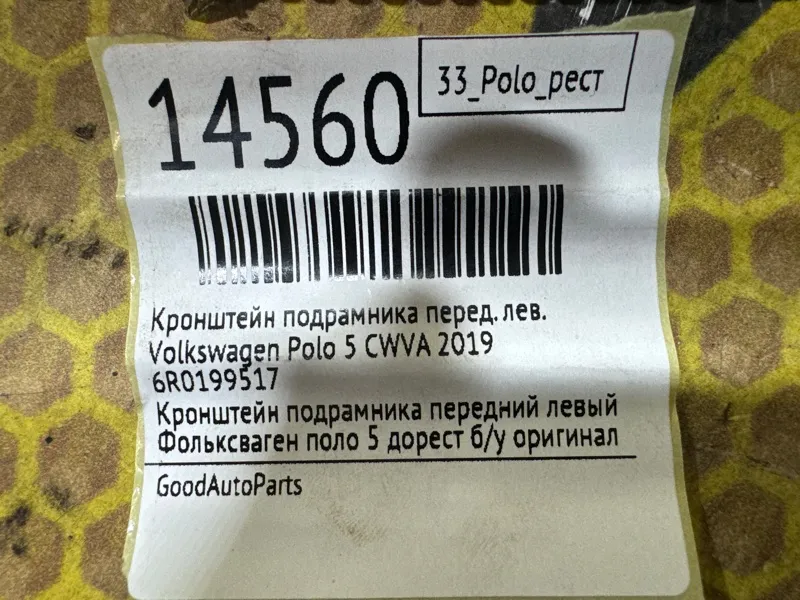 33_Polo_рест
14560
Кронштейн подрамника перед. лев.
Volkswagen Polo 5 CWVA 2019
6R0199517
Кронштейн подрамника передний левый
Фольксваген поло 5 дорест б/у оригинал
GoodAutoParts